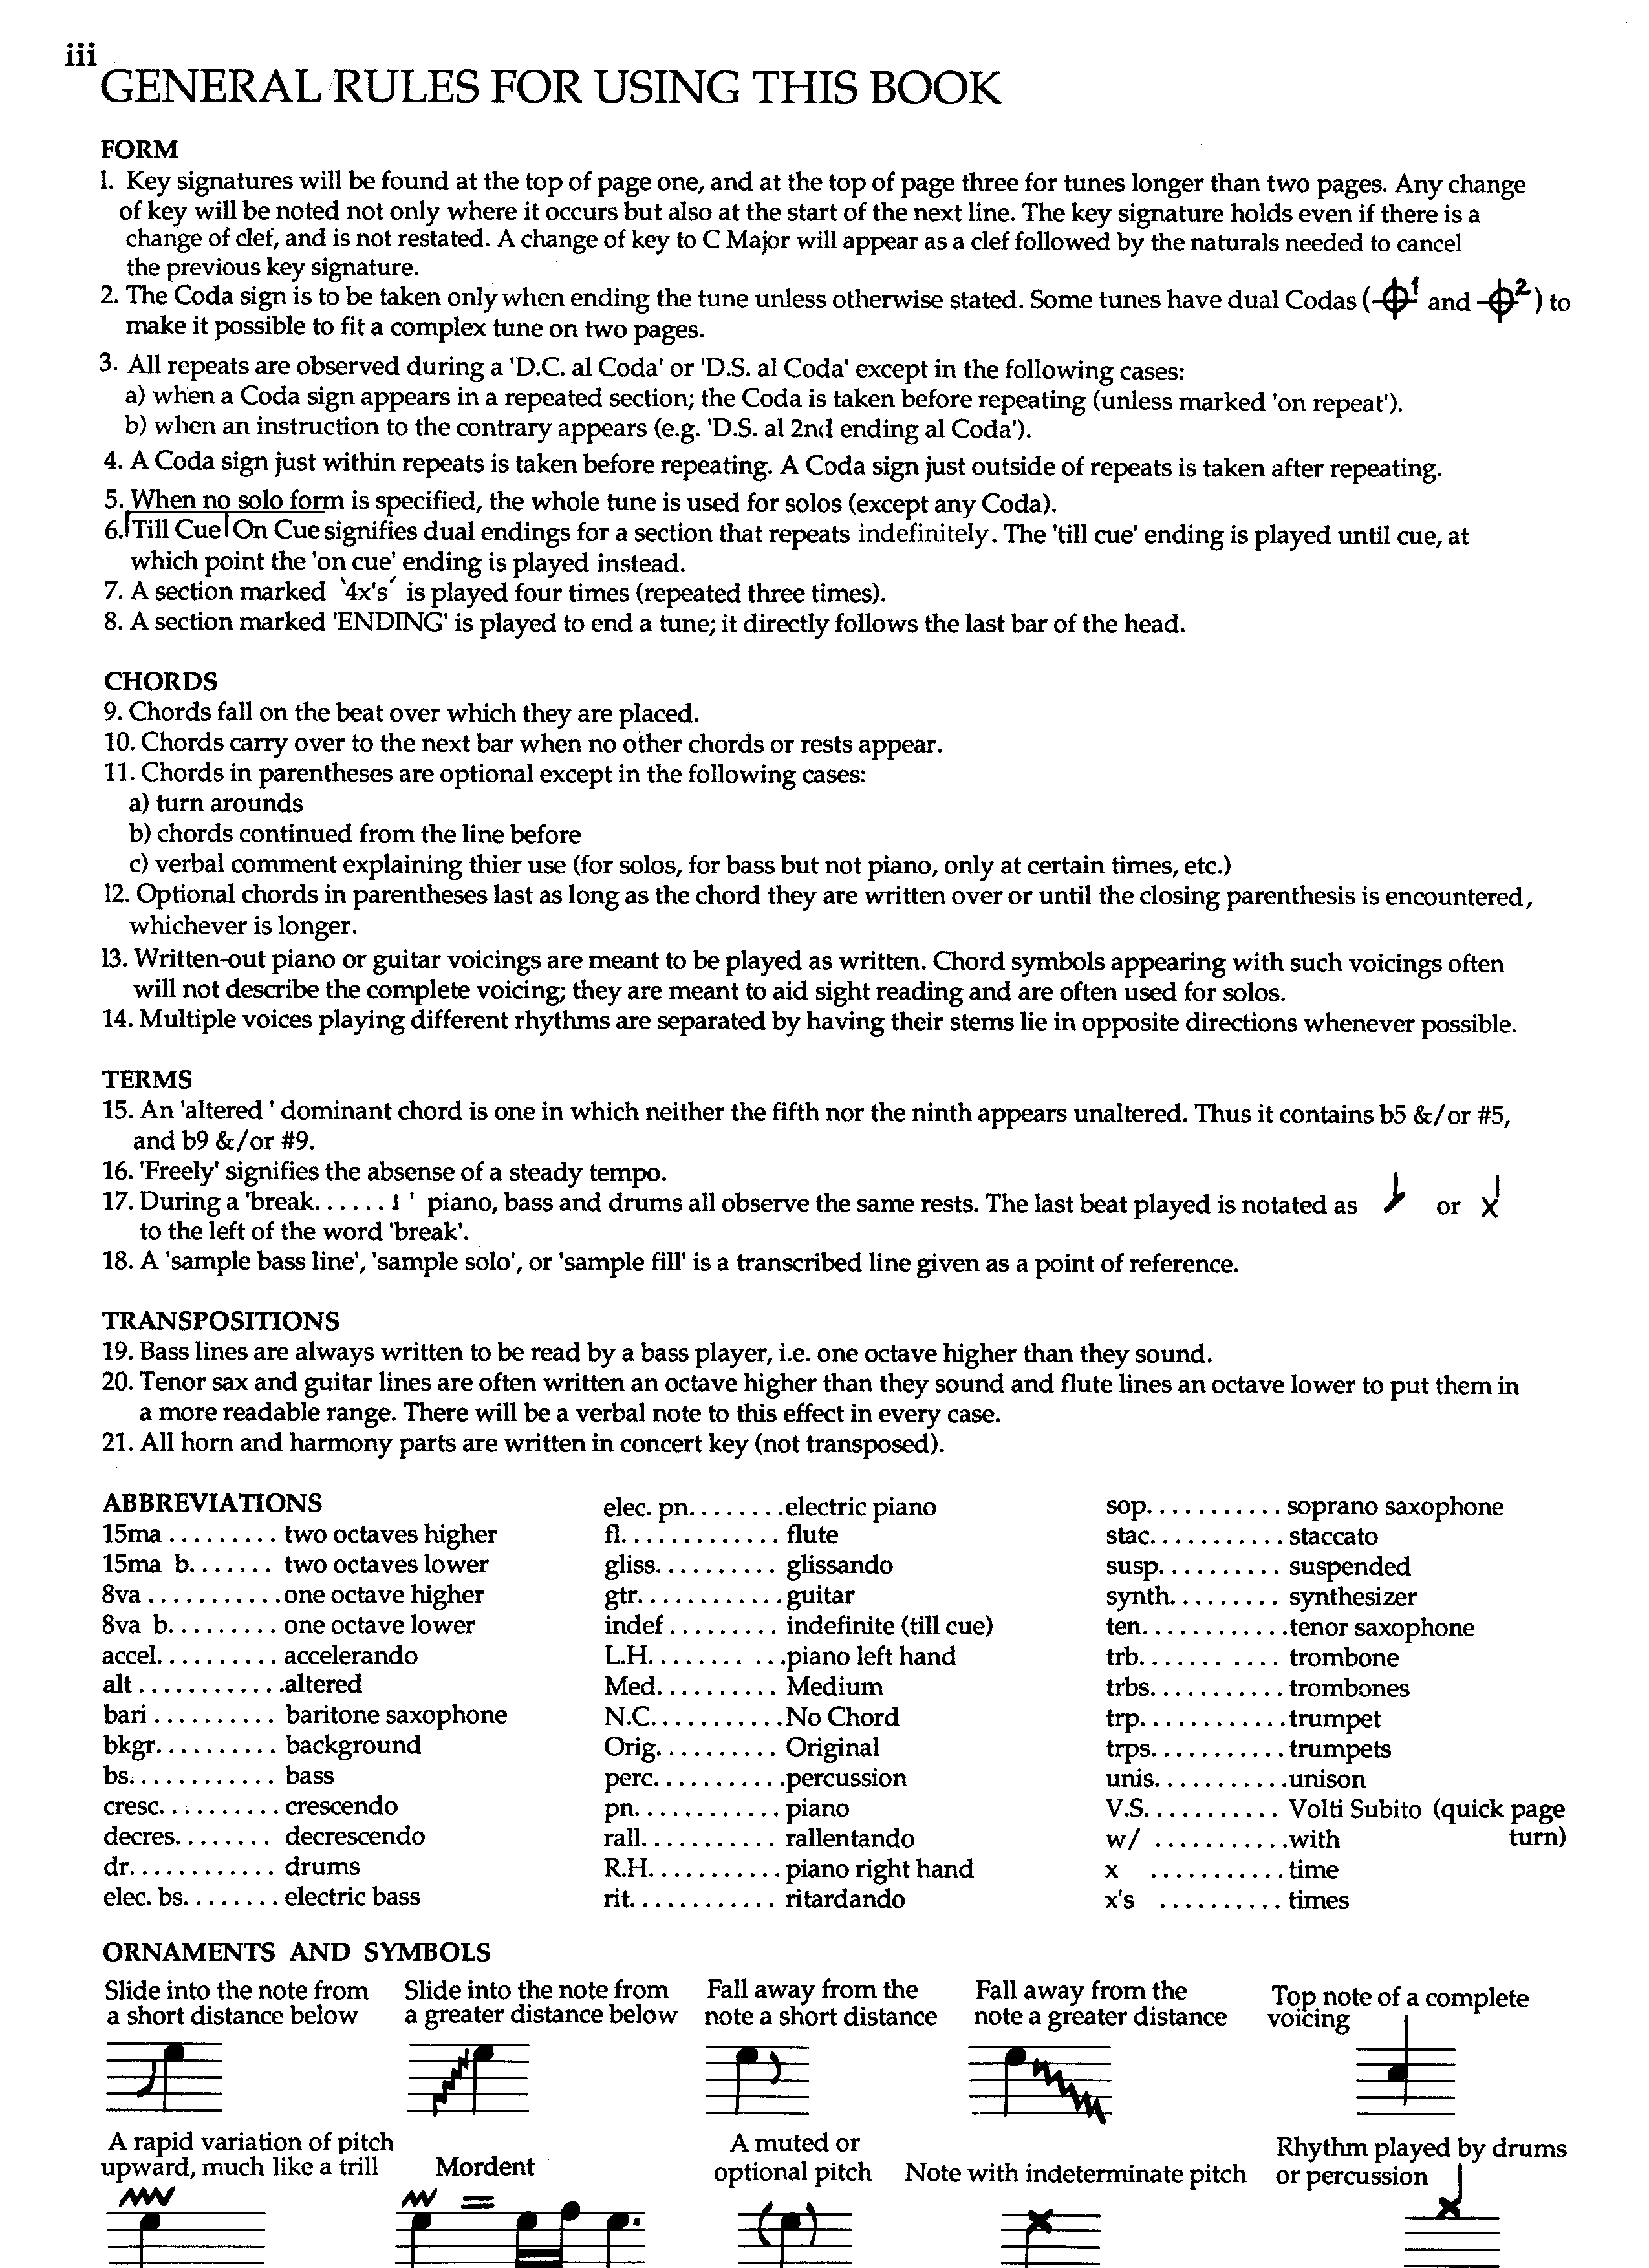 iii
GENERAL RULES FOR USING THIS BOOK
FORM
1. Key signatures will be found at the top of page one, and at the top of page three for tunes longer than two pages. Any change
of key will be noted not only where it occurs but also at the start of the next line. The key signature holds even if there is a
change of clef, and is not restated. A change of key to C Major will appear as a clef followed by the naturals needed to cancel
the previous key signature.
2. The Coda sign is to be taken only when ending the tune unless otherwise stated. Some tunes have dual Codas (𝄌1 and 𝄌2) to
make it possible to fit a complex tune on two pages.
3. All repeats are observed during a 'D.C. al Coda' or 'D.S. al Coda' except in the following cases:
a) when a Coda sign appears in a repeated section; the Coda is taken before repeating (unless marked 'on repeat').
b) when an instruction to the contrary appears (e.g. 'D.S. al 2nd ending al Coda').
4. A Coda sign just within repeats is taken before repeating. A Coda sign just outside of repeats is taken after repeating.
5. When no solo form is specified, the whole tune is used for solos (except any Coda).
6. Till Cue On Cue signifies dual endings for a section that repeats indefinitely. The 'till cue' ending is played until cue, at
which point the 'on cue' ending is played instead.
7. A section marked '4x's' is played four times (repeated three times).
8. A section marked 'ENDING' is played to end a tune; it directly follows the last bar of the head.
CHORDS
9. Chords fall on the beat over which they are placed.
10. Chords carry over to the next bar when no other chords or rests appear.
11. Chords in parentheses are optional except in the following cases:
a) turn arounds
b) chords continued from the line before
c) verbal comment explaining thier use (for solos, for bass but not piano, only at certain times, etc.)
12. Optional chords in parentheses last as long as the chord they are written over or until the closing parenthesis is encountered,
whichever is longer.
13. Written-out piano or guitar voicings are meant to be played as written. Chord symbols appearing with such voicings often
will not describe the complete voicing; they are meant to aid sight reading and are often used for solos.
14. Multiple voices playing different rhythms are separated by having their stems lie in opposite directions whenever possible.
TERMS
15. An 'altered ' dominant chord is one in which neither the fifth nor the ninth appears unaltered. Thus it contains b5 &/or #5,
and b9 &/or #9.
16. 'Freely' signifies the absense of a steady tempo.
17. During a 'break......♩ ' piano, bass and drums all observe the same rests. The last beat played is notated as or
to the left of the word 'break'.
18. A 'sample bass line', 'sample solo', or 'sample fill' is a transcribed line given as a point of reference.
TRANSPOSITIONS
19. Bass lines are always written to be read by a bass player, i.e. one octave higher than they sound.
20. Tenor sax and guitar lines are often written an octave higher than they sound and flute lines an octave lower to put them in
a more readable range. There will be a verbal note to this effect in every case.
21. All horn and harmony parts are written in concert key (not transposed).
ABBREVIATIONS
15ma ......... two octaves higher
15ma b....... two octaves lower
8va ...........one octave higher
8va b......... one octave lower
accel.......... accelerando
alt ............altered
bari .......... baritone saxophone
bkgr.......... background
bs............ bass
cresc.......... crescendo
decres........ decrescendo
dr............ drums
elec. bs........ electric bass
elec. pn........electric piano
fl............. flute
gliss.......... glissando
gtr............guitar
indef ......... indefinite (till cue)
L.H........ ...piano left hand
Med.......... Medium
N.C...........No Chord
Orig.......... Original
perc...........percussion
pn............ piano
rall........... rallentando
R.H...........piano right hand
rit............ ritardando
sop........... soprano saxophone
stac........... staccato
susp.......... suspended
synth......... synthesizer
ten............tenor saxophone
trb....... .... trombone
trbs........... trombones
trp............trumpet
trps...........trumpets
unis...........unison
V.S........... Volti Subito (quick page
turn)
w/ ...........with
x ...........time
x's .......... times
ORNAMENTS AND SYMBOLS
Slide into the note from
a short distance below
Slide into the note from
a greater distance below
Fall away from the
note a short distance
Fall away from the
note a greater distance
Top note of a complete
voicing
A rapid variation of pitch
upward, much like a trill
Mordent
A muted or
optional pitch
Note with indeterminate pitch
Rhythm played by drums
or percussion